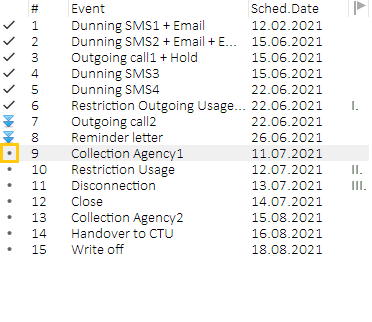 # Event Sched.Date
1 Dunning SMS1 + Email 12.02.2021
2 Dunning SMS2 + Email + E... 15.06.2021
3 Outgoing call1 + Hold 15.06.2021
4 Dunning SMS3 15.06.2021
5 Dunning SMS4 22.06.2021
6 Restriction Outgoing Usage... 22.06.2021 I.
7 Outgoing call2 22.06.2021
8 Reminder letter 26.06.2021
9 Collection Agency1 11.07.2021
10 Restriction Usage 12.07.2021 II.
11 Disconnection 13.07.2021 III.
12 Close 14.07.2021
13 Collection Agency2 15.08.2021
14 Handover to CTU 16.08.2021
15 Write off 18.08.2021